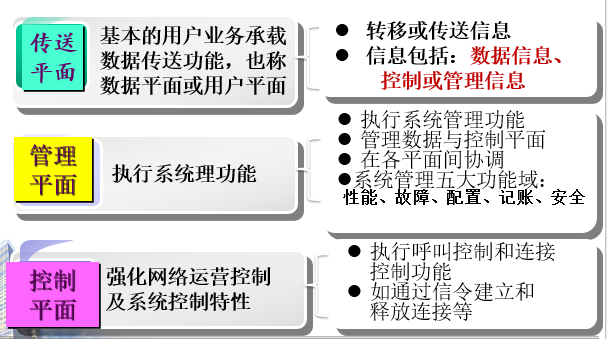 传送
平面
基本的用户业务承载
数据传送功能，也称
数据平面或用户平面
● 转移或传送信息
● 信息包括：数据信息、
控制或管理信息
管理
平面
执行系统理功能
●执行系统管理功能
●管理数据与控制平面
●在各平面间协调
●系统管理五大功能域：
性能、故障、配置、记账、安全
控制
平面
强化网络运营控制
及系统控制特性
● 执行呼叫控制和连接
控制功能
● 如通过信令建立和
释放连接等